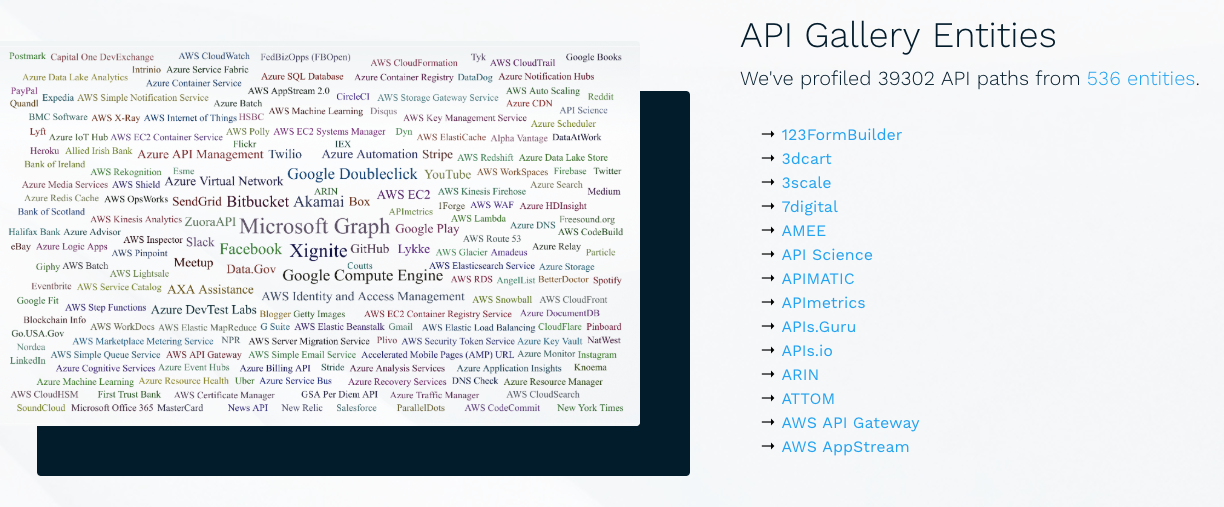 Postmark Capital One DevExchange AWS CloudWatch FedBizOpps (FBOpen) Tyk Google Books
AWS CloudFormation AWS CloudTrail
Intrinio Azure Service Fabric
Azure Data Lake Analytics Azure SQL Database Azure Container Registry DataDog Azure Notification Hubs
Azure Container Service
PayPal AWS AppStream 2.0 AWS Auto Scaling
Expedia AWS Simple Notification Service CircleCI AWS Storage Gateway Service Reddit
Quandl Azure Batch Azure CDN
AWS Machine Learning Disqus API Science
BMC Software AWS X-Ray AWS Internet of Things HSBC AWS Key Management Service
Azure Scheduler
Lyft AWS Polly AWS EC2 Systems Manager Dyn
Azure IoT Hub AWS EC2 Container Service AWS ElastiCache Alpha Vantage DataAtWork
Flickr IEX
Heroku Allied Irish Bank Azure API Management Twilio Azure Automation Stripe AWS Redshift Azure Data Lake Store
Bank of Ireland
AWS Rekognition Esme Google Doubleclick YouTube AWS WorkSpaces Firebase Twitter
Azure Media Services AWS Shield Azure Virtual Network Azure Search
ARIN AWS EC2 AWS Kinesis Firehose Medium
Azure Redis Cache AWS OpsWorks SendGrid Bitbucket Akamai Box
1Forge AWS WAF Azure HDInsight
Bank of Scotland APImetrics
AWS Kinesis Analytics ZuoraAPI AWS Lambda Freesound.org
Microsoft Graph Google Play Azure DNS
Halifax Bank Azure Advisor AWS CodeBuild
AWS Inspector Slack AWS Route 53
eBay Azure Logic Apps Facebook Xignite GitHub Lykke Azure Relay
AWS Pinpoint AWS Glacier Amadeus Particle
Giphy AWS Batch Meetup Coutts AWS Elasticsearch Service Azure Storage
AWS Lightsale Data.Gov Google Compute Engine AWS RDS AngelList BetterDoctor Spotify
Eventbrite AWS Service Catalog AXA Assistance
Google Fit AWS Identity and Access Management AWS Snowball AWS CloudFront
AWS Step Functions Azure DevTest Labs Blogger Getty Images AWS EC2 Container Registry Service Azure DocumentDB
Blockchain Info
AWS WorkDocs AWS Elastic MapReduce G Suite AWS Elastic Beanstalk Gmail AWS Elastic Load Balancing CloudFlare Pinboard
Go.USA.Gov
AWS Marketplace Metering Service NPR AWS Server Migration Service Plivo AWS Security Token Service Azure Key Vault NatWest
Nordea
AWS Simple Queue Service AWS API Gateway AWS Simple Email Service Accelerated Mobile Pages (AMP) URL Azure Monitor Instagram
LinkedIn
Azure Cognitive Services Azure Event Hubs Azure Billing API Stride Azure Analysis Services Azure Application Insights Knoema
Azure Machine Learning Azure Resource Health Uber Azure Service Bus Azure Recovery Services DNS Check Azure Resource Manager
AWS CloudHSM First Trust Bank AWS Certificate Manager GSA Per Diem API Azure Traffic Manager AWS CloudSearch
SoundCloud Microsoft Office 365 MasterCard News API New Relic Salesforce ParallelDots AWS CodeCommit New York Times
API Gallery Entities
We've profiled 39302 API paths from 536 entities.
➞ 123FormBuilder
➞ 3dcart
➞ 3scale
➞ 7digital
➞ AMEE
➞ API Science
➞ APIMATIC
➞ APImetrics
➞ APIs.Guru
➞ APIs.io
➞ ARIN
➞ ATTOM
➞ AWS API Gateway
➞ AWS AppStream